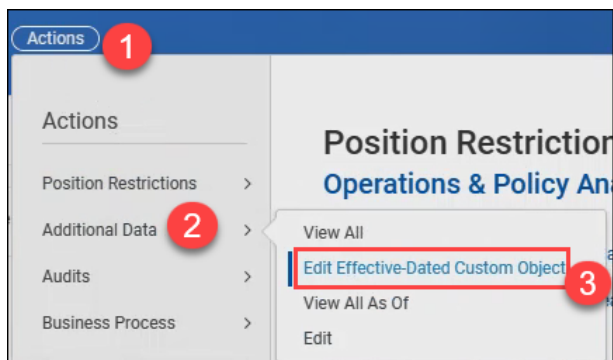 Actions
1
Actions
Position Restriction
Operations & Policy Ana
Position Restrictions
Additional Data
2
View All
Edit Effective-Dated Custom Object
3
Audits
View All As Of
Business Process
Edit